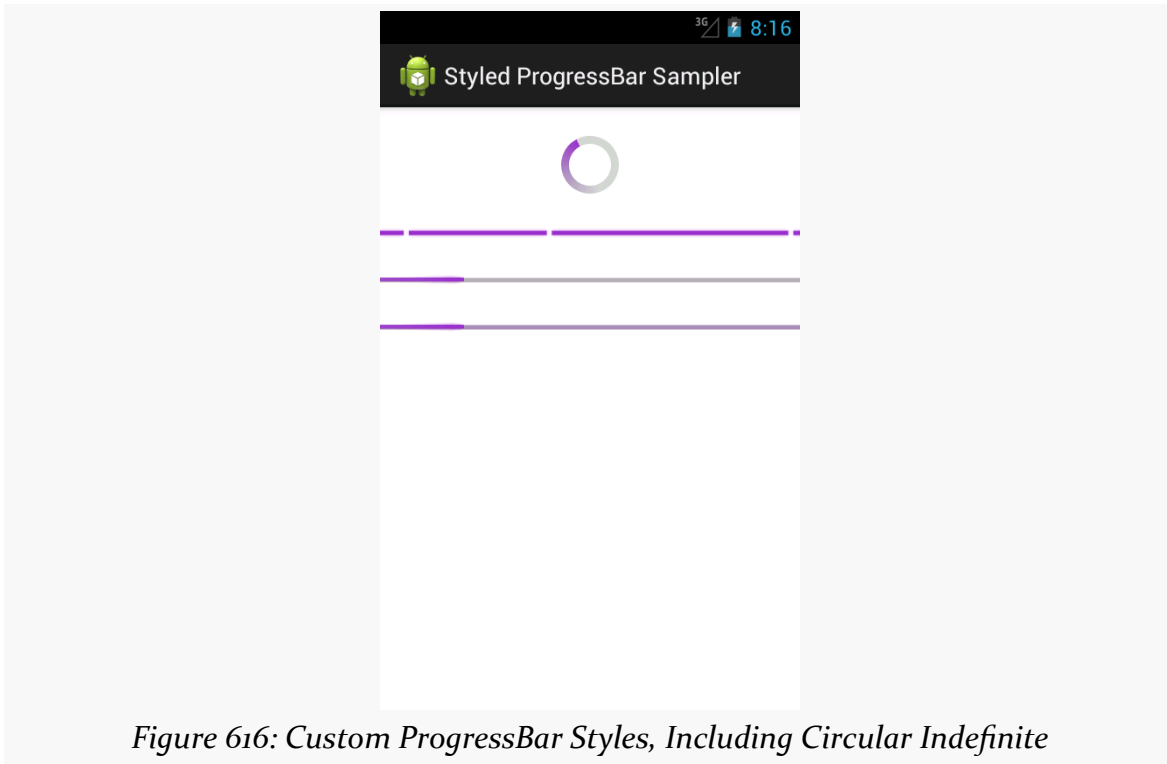 3G 8:16
Styled ProgressBar Sampler
Figure 616: Custom ProgressBar Styles, Including Circular Indefinite